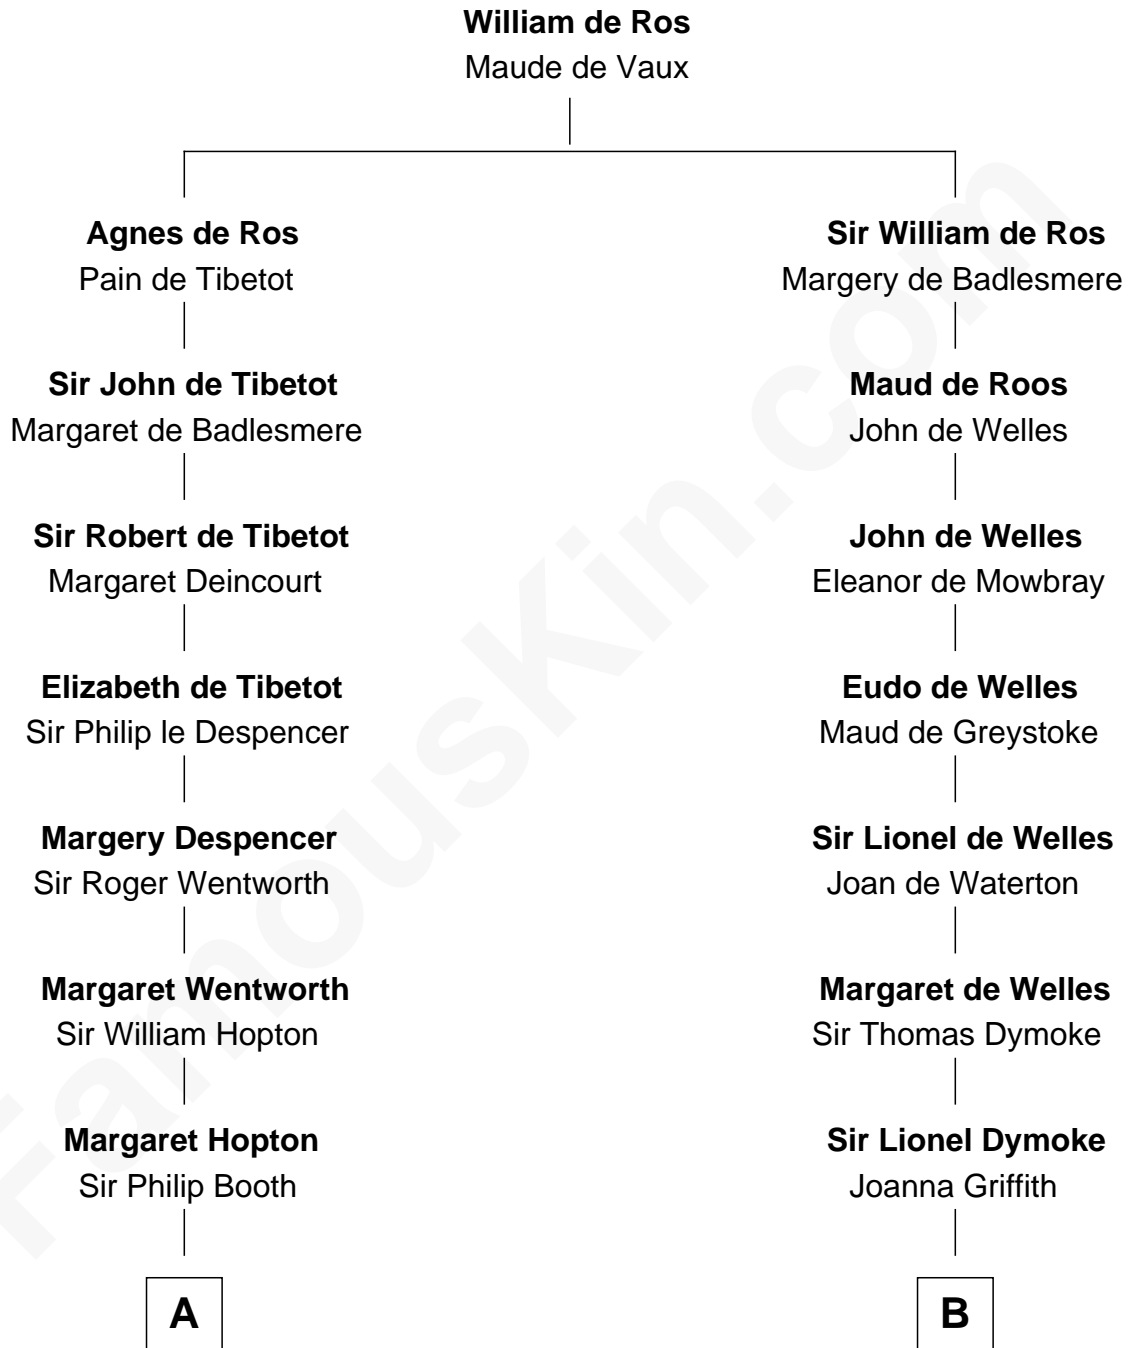 William de Ros
Maude de Vaux
Agnes de Ros
Pain de Tibetot
Sir William de Ros
Margery de Badlesmere
Sir John de Tibetot
Margaret de Badlesmere
Maud de Roos
John de Welles
Sir Robert de Tibetot
Margaret Deincourt
John de Welles
Eleanor de Mowbray
Elizabeth de Tibetot
Sir Philip le Despencer
Eudo de Welles
Maud de Greystoke
Margery Despencer
Sir Roger Wentworth
Sir Lionel de Welles
Joan de Waterton
Margaret Wentworth
Sir William Hopton
Margaret de Welles
Sir Thomas Dymoke
Margaret Hopton
Sir Philip Booth
Sir Lionel Dymoke
Joanna Griffith
A
B
FamousKin.com